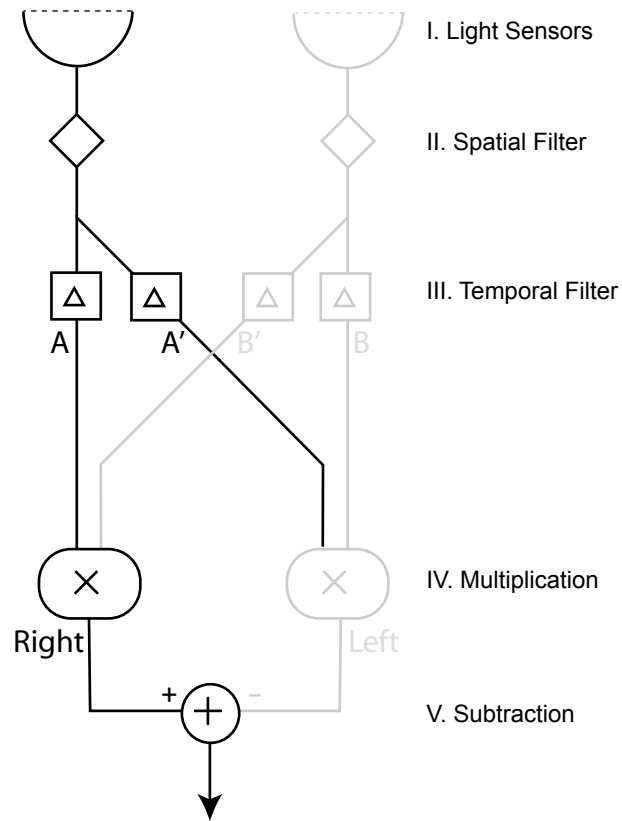 I. Light Sensors
II. Spatial Filter
III. Temporal Filter
A A′ B′ B
IV. Multiplication
Right Left
+ −
V. Subtraction